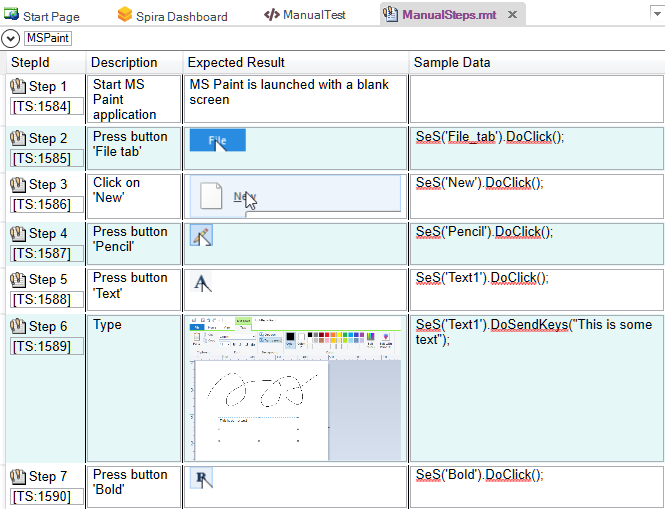 Start Page
Spira Dashboard
ManualTest
ManualSteps.rmt
MSPaint
StepId
Description
Expected Result
Sample Data
Step 1
[TS:1584]
Start MS
Paint
application
MS Paint is launched with a blank
screen
Step 2
[TS:1585]
Press button
'File tab'
File
SeS('File_tab').DoClick();
Step 3
[TS:1586]
Click on
'New'
New
SeS('New').DoClick();
Step 4
[TS:1587]
Press button
'Pencil'
SeS('Pencil').DoClick();
Step 5
[TS:1588]
Press button
'Text'
A
SeS('Text1').DoClick();
Step 6
[TS:1589]
Type
This is some text
SeS('Text1').DoSendKeys("This is some
text");
Step 7
[TS:1590]
Press button
'Bold'
B
SeS('Bold').DoClick();